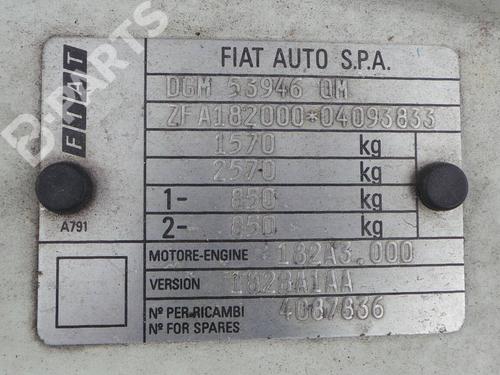 FIAT
FIAT AUTO S.P.A.
DGM 53946 OM
ZFA182000*04093833
1570 kg
2570 kg
1- 850 kg
2- 850 kg
A791
MOTORE-ENGINE 182A3.000
VERSION 182BA1AA
Nº PER RICAMBI 4087836
Nº FOR SPARES